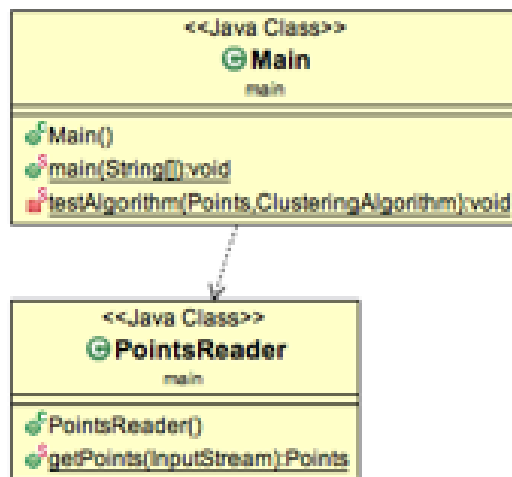 <<Java Class>>
Main
main
Main()
main(String[]):void
testAlgorithm(Points,ClusteringAlgorithm):void
<<Java Class>>
PointsReader
main
PointsReader()
getPoints(InputStream):Points